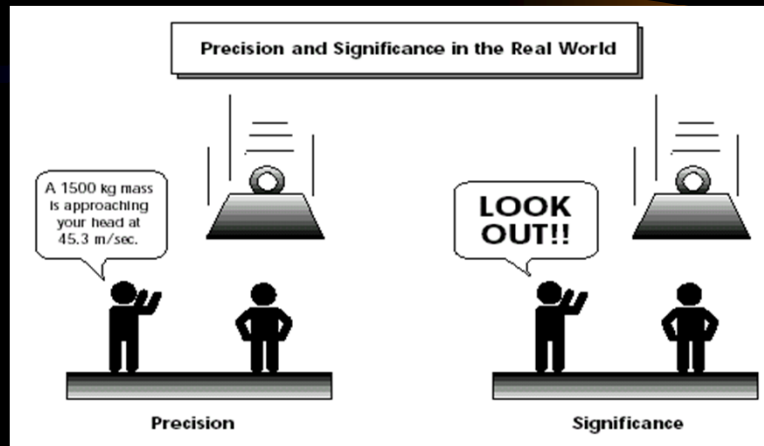 Precision and Significance in the Real World
A 1500 kg mass
is approaching
your head at
45.3 m/sec.
LOOK
OUT!!
Precision
Significance